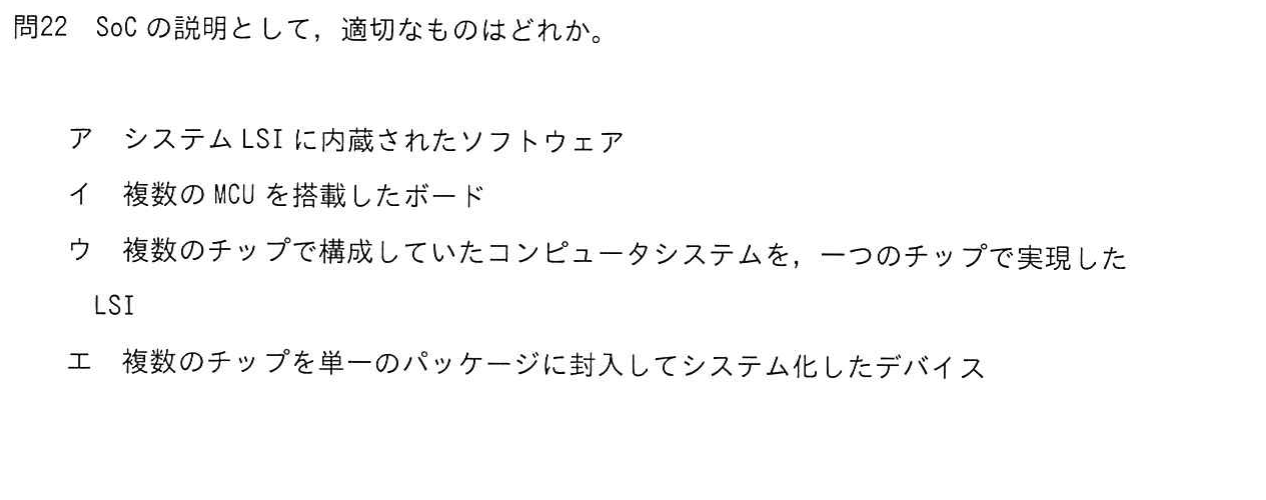 問22　SoC の説明として，適切なものはどれか。
ア　システム LSI に内蔵されたソフトウェア
イ　複数の MCU を搭載したボード
ウ　複数のチップで構成していたコンピュータシステムを，一つのチップで実現した
LSI
エ　複数のチップを単一のパッケージに封入してシステム化したデバイス